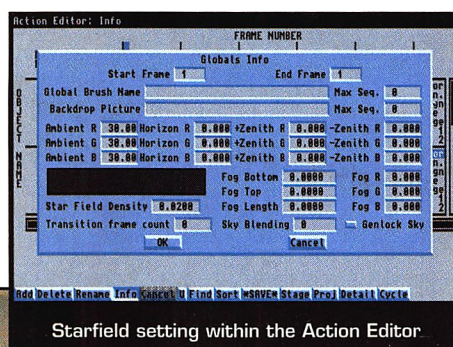 Action Editor: Info
FRAME NUMBER
Globals Info
Start Frame 1 End Frame 1
Global Brush Name Max Seq. 0
Backdrop Picture Max Seq. 0
Ambient R 30.00 Horizon R 0.000 +Zenith R 0.000 -Zenith R 0.000
Ambient G 30.00 Horizon G 0.000 +Zenith G 0.000 -Zenith G 0.000
Ambient B 30.00 Horizon B 0.000 +Zenith B 0.000 -Zenith B 0.000
Fog Bottom 0.0000 Fog R 0.000
Fog Top 0.0000 Fog G 0.000
Star Field Density 0.0200 Fog Length 0.0000 Fog B 0.000
Transition frame count 0 Sky Blending 0 Genlock Sky
OK Cancel
OBJECT NAME
Add Delete Rename Info Cancel U Find Sort *SAVE* Stage Proj Detail Cycle
Starfield setting within the Action Editor